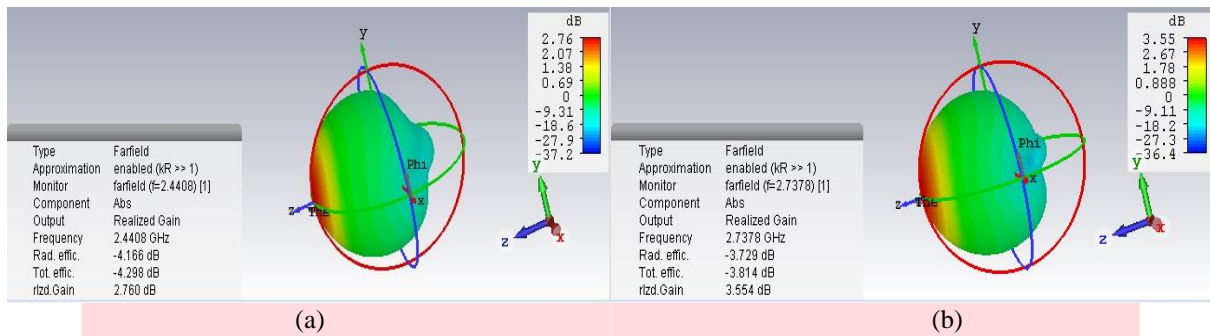 dB
2.76
2.07
1.38
0.69
0
-9.31
-18.6
-27.9
-37.2
y
Phi
x
z
The
y
z
x
Type Farfield
Approximation enabled (kR >> 1)
Monitor farfield (f=2.4408) [1]
Component Abs
Output Realized Gain
Frequency 2.4408 GHz
Rad. effic. -4.166 dB
Tot. effic. -4.298 dB
rlzd.Gain 2.760 dB
(a)
dB
3.55
2.67
1.78
0.888
0
-9.11
-18.2
-27.3
-36.4
y
Phi
x
z
The
y
z
x
Type Farfield
Approximation enabled (kR >> 1)
Monitor farfield (f=2.7378) [1]
Component Abs
Output Realized Gain
Frequency 2.7378 GHz
Rad. effic. -3.729 dB
Tot. effic. -3.814 dB
rlzd.Gain 3.554 dB
(b)